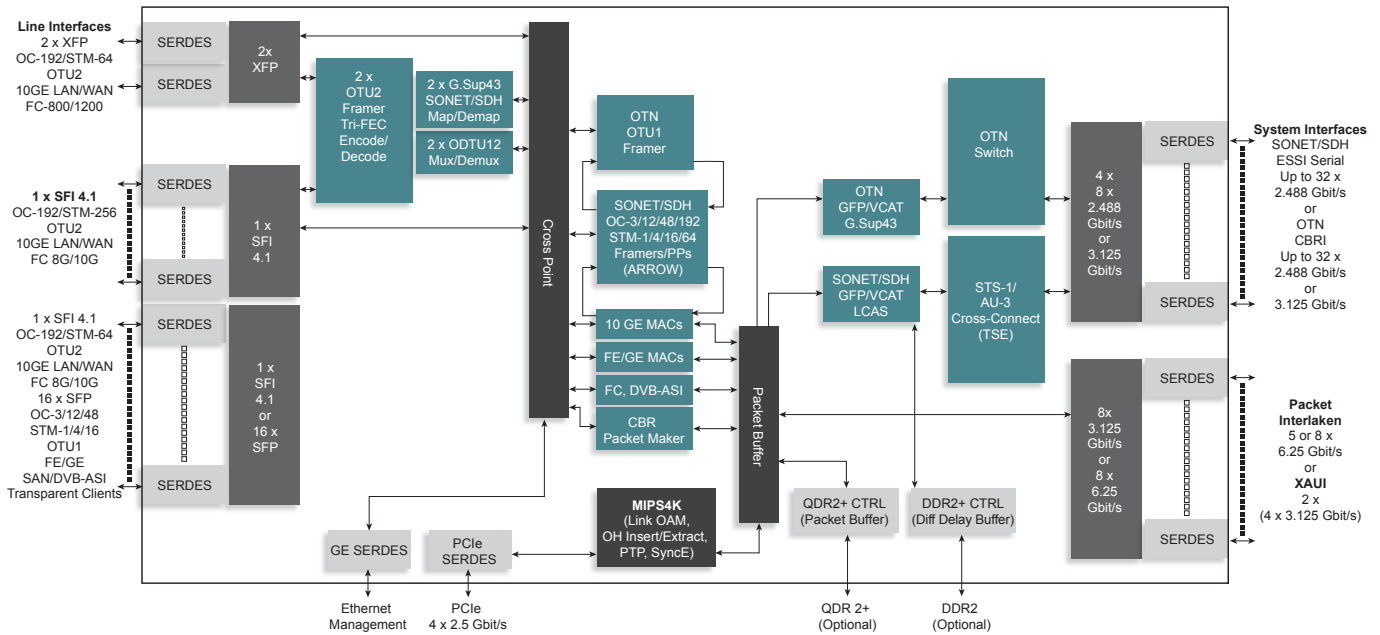 Line Interfaces
2 x XFP
OC-192/STM-64
OTU2
10GE LAN/WAN
FC-800/1200
SERDES
SERDES
2x
XFP
1 x SFI 4.1
OC-192/STM-256
OTU2
10GE LAN/WAN
FC 8G/10G
SERDES
SERDES
1 x
SFI
4.1
1 x SFI 4.1
OC-192/STM-64
OTU2
10GE LAN/WAN
FC 8G/10G
16 x SFP
OC-3/12/48
STM-1/4/16
OTU1
FE/GE
SAN/DVB-ASI
Transparent Clients
SERDES
SERDES
1 x
SFI
4.1
or
16 x
SFP
2 x
OTU2
Framer
Tri-FEC
Encode/
Decode
2 x G.Sup43
SONET/SDH
Map/Demap
2 x ODTU12
Mux/Demux
Cross Point
OTN
OTU1
Framer
SONET/SDH
OC-3/12/48/192
STM-1/4/16/64
Framers/PPs
(ARROW)
10 GE MACs
FE/GE MACs
FC, DVB-ASI
CBR
Packet Maker
MIPS4K
(Link OAM,
OH Insert/Extract,
PTP, SyncE)
GE SERDES
PCIe
SERDES
Ethernet
Management
PCIe
4 x 2.5 Gbit/s
Packet Buffer
OTN
GFP/VCAT
G.Sup43
SONET/SDH
GFP/VCAT
LCAS
OTN
Switch
STS-1/
AU-3
Cross-Connect
(TSE)
QDR2+ CTRL
(Packet Buffer)
DDR2+ CTRL
(Diff Delay Buffer)
QDR 2+
(Optional)
DDR2
(Optional)
4 x
8 x
2.488
Gbit/s
or
3.125
Gbit/s
SERDES
SERDES
System Interfaces
SONET/SDH
ESSI Serial
Up to 32 x
2.488 Gbit/s
or
OTN
CBRI
Up to 32 x
2.488 Gbit/s
or
3.125 Gbit/s
8x
3.125
Gbit/s
or
8 x
6.25
Gbit/s
SERDES
SERDES
Packet
Interlaken
5 or 8 x
6.25 Gbit/s
or
XAUI
2 x
(4 x 3.125 Gbit/s)